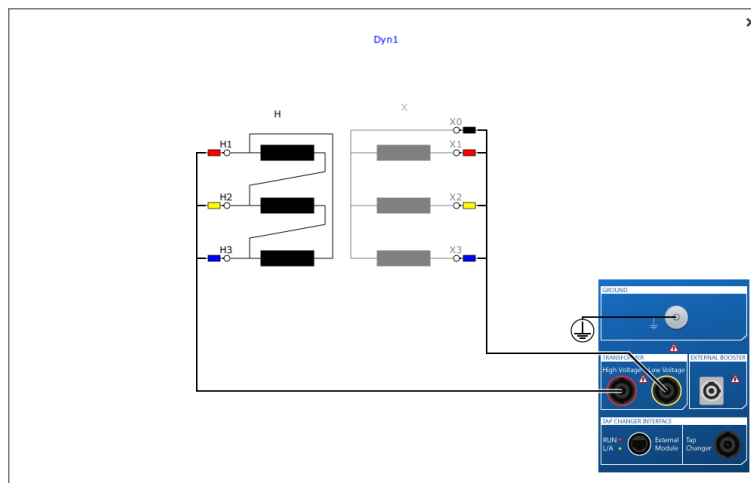 ×
Dyn1
H
X
X0
H1
X1
H2
X2
H3
X3
GROUND
TRANSFORMER
EXTERNAL BOOSTER
High Voltage
Low Voltage
TAP CHANGER INTERFACE
RUN
L/A
External
Module
Tap
Changer